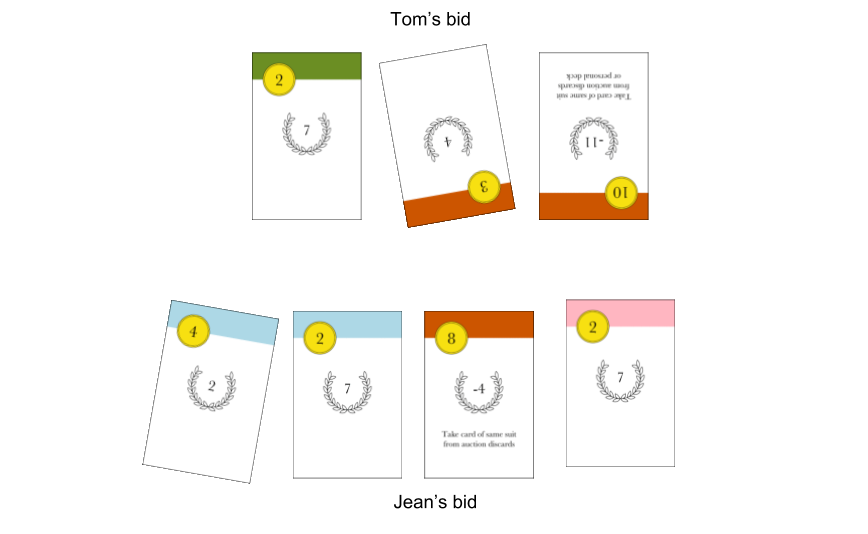 Tom's bid
2
7
4
3
Take card of same suit
from auction discards
or personal deck
-11
10
4
2
2
7
8
-4
Take card of same suit
from auction discards
2
7
Jean's bid